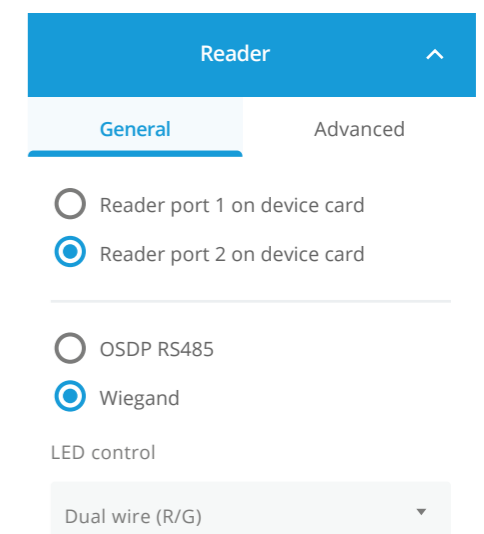 Reader
General
Advanced
Reader port 1 on device card
Reader port 2 on device card
OSDP RS485
Wiegand
LED control
Dual wire (R/G)